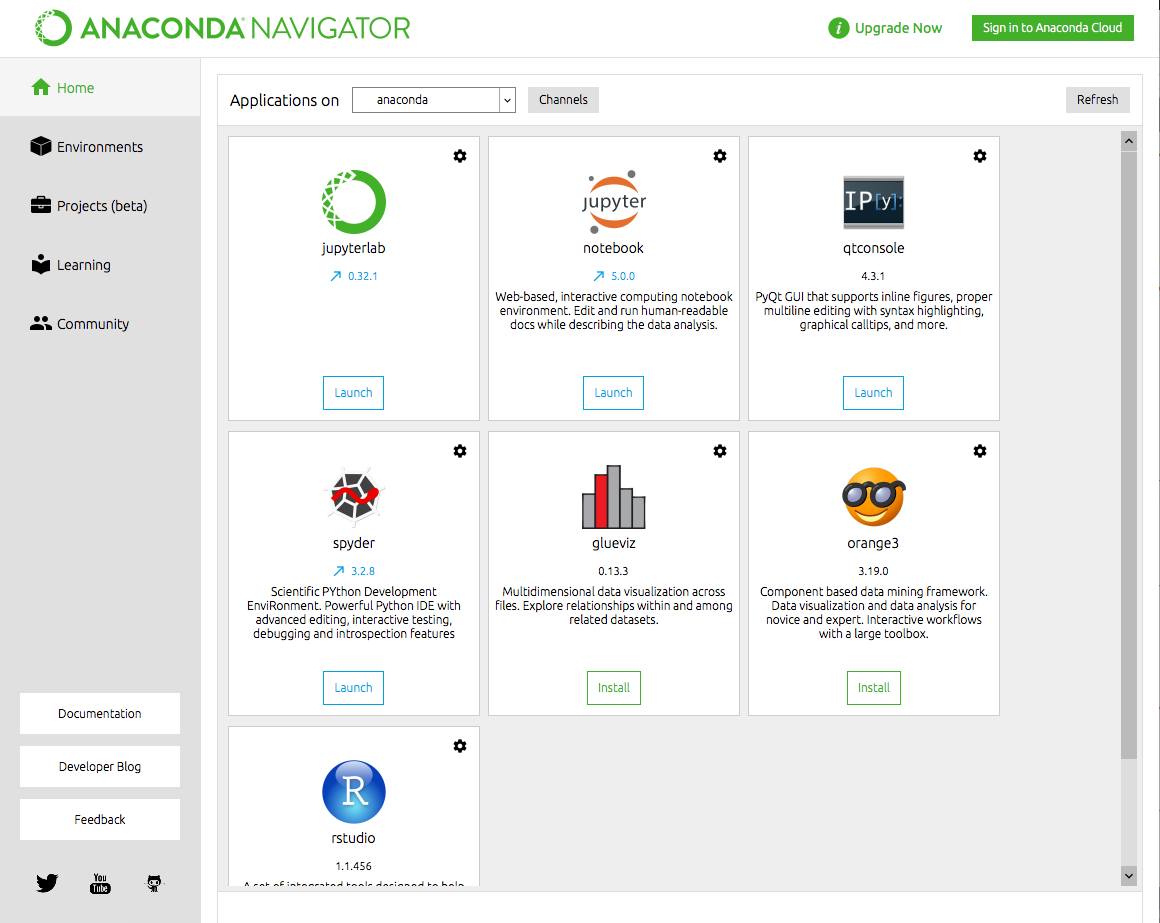 ANACONDA NAVIGATOR
Upgrade Now
Sign in to Anaconda Cloud
Home
Environments
Projects (beta)
Learning
Community
Documentation
Developer Blog
Feedback
You
Tube
Applications on
anaconda
Channels
Refresh
jupyterlab
0.32.1
Launch
jupyter
notebook
5.0.0
Web-based, interactive computing notebook
environment. Edit and run human-readable
docs while describing the data analysis.
Launch
IP[y]:
qtconsole
4.3.1
PyQt GUI that supports inline figures, proper
multiline editing with syntax highlighting,
graphical calltips, and more.
Launch
spyder
3.2.8
Scientific PYthon Development
EnviRonment. Powerful Python IDE with
advanced editing, interactive testing,
debugging and introspection features
Launch
glueviz
0.13.3
Multidimensional data visualization across
files. Explore relationships within and among
related datasets.
Install
orange3
3.19.0
Component based data mining framework.
Data visualization and data analysis for
novice and expert. Interactive workflows
with a large toolbox.
Install
R
rstudio
1.1.456
A set of integrated tools designed to help